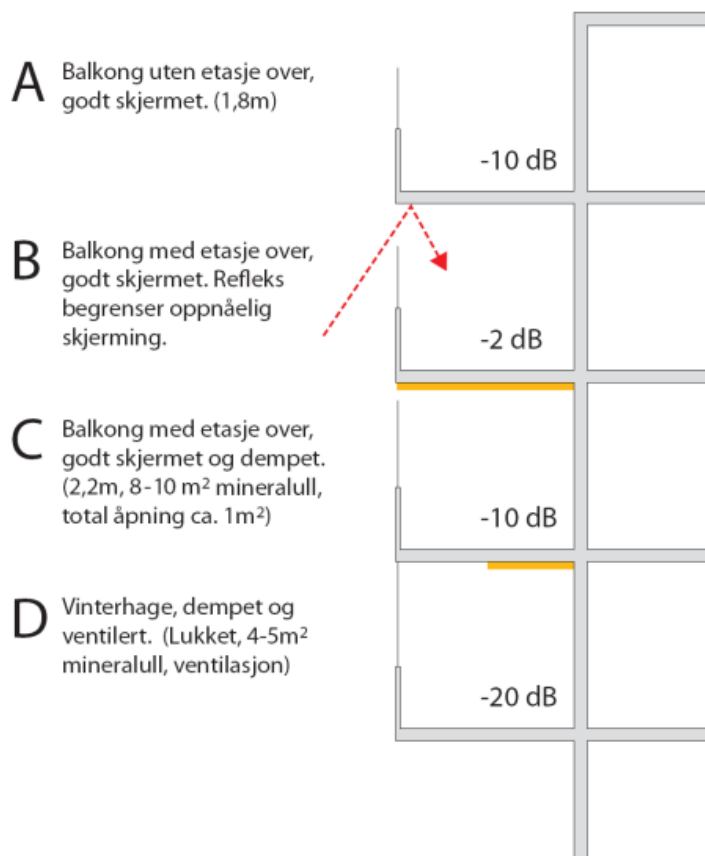 A
Balkong uten etasje over,
godt skjermet. (1,8m)
-10 dB
B
Balkong med etasje over,
godt skjermet. Refleks
begrenser oppnåelig
skjerming.
-2 dB
C
Balkong med etasje over,
godt skjermet og dempet.
(2,2m, 8-10 m² mineralull,
total åpning ca. 1m²)
-10 dB
D
Vinterhage, dempet og
ventilert. (Lukket, 4-5m²
mineralull, ventilasjon)
-20 dB